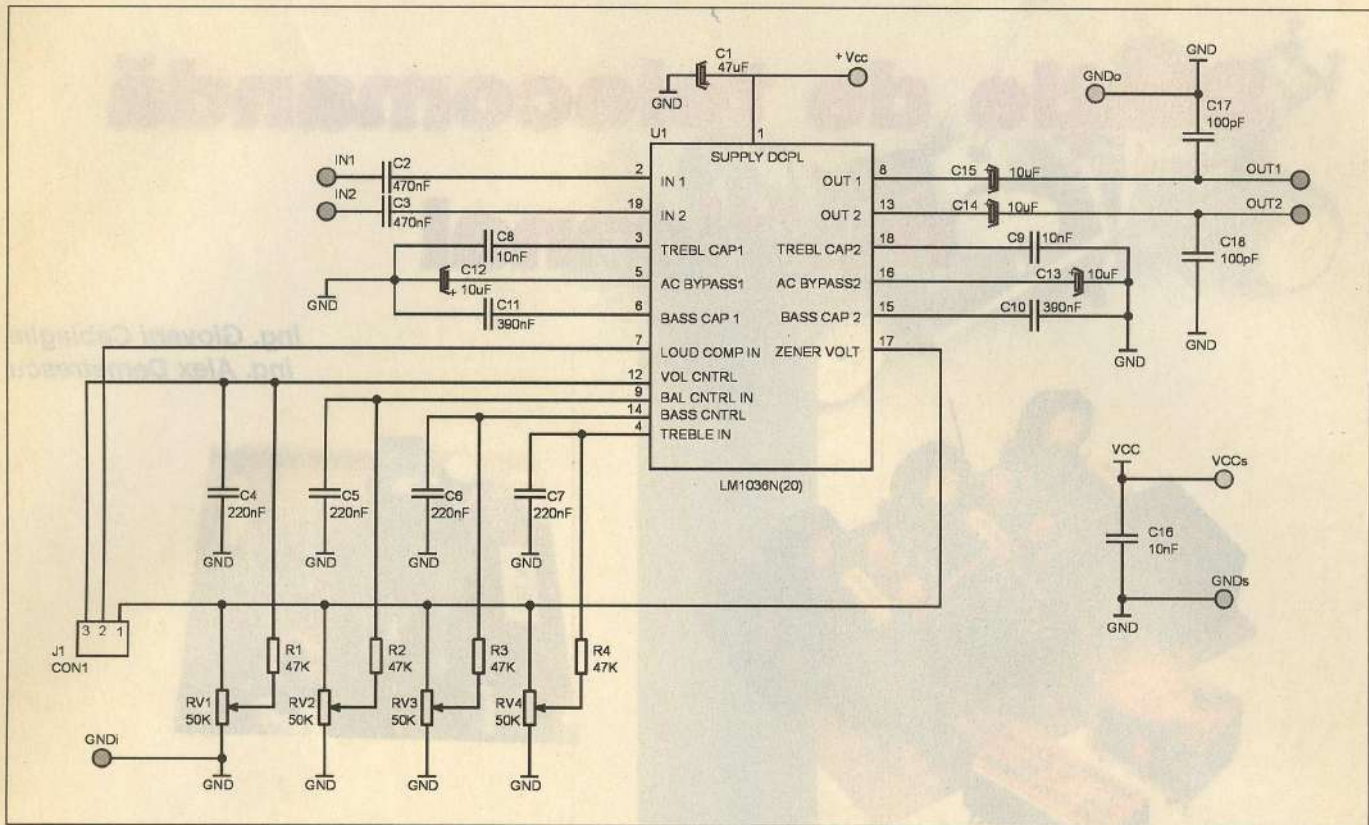 C1
47uF
+ Vcc
GND
U1
1
SUPPLY DCPL
IN1
C2
470nF
2
IN 1
IN2
C3
470nF
19
IN 2
C8
10nF
3
TREBL CAP1
C12
+ 10uF
5
AC BYPASS1
GND
C11
390nF
6
BASS CAP 1
7
LOUD COMP IN
12
VOL CNTRL
9
BAL CNTRL IN
14
BASS CNTRL
4
TREBLE IN
OUT 1
8
C15
10uF
OUT1
OUT 2
13
C14
10uF
OUT2
TREBL CAP2
18
C9
10nF
AC BYPASS2
16
C13
+
10uF
BASS CAP 2
15
C10
390nF
ZENER VOLT
17
GND
LM1036N(20)
GND
GNDo
C17
100pF
C18
100pF
GND
VCC
VCCs
C16
10nF
GNDs
GND
C4
220nF
GND
C5
220nF
GND
C6
220nF
GND
C7
220nF
GND
3 2 1
J1
CON1
R1
47K
R2
47K
R3
47K
R4
47K
RV1
50K
RV2
50K
RV3
50K
RV4
50K
GNDi
GND
GND
GND
GND